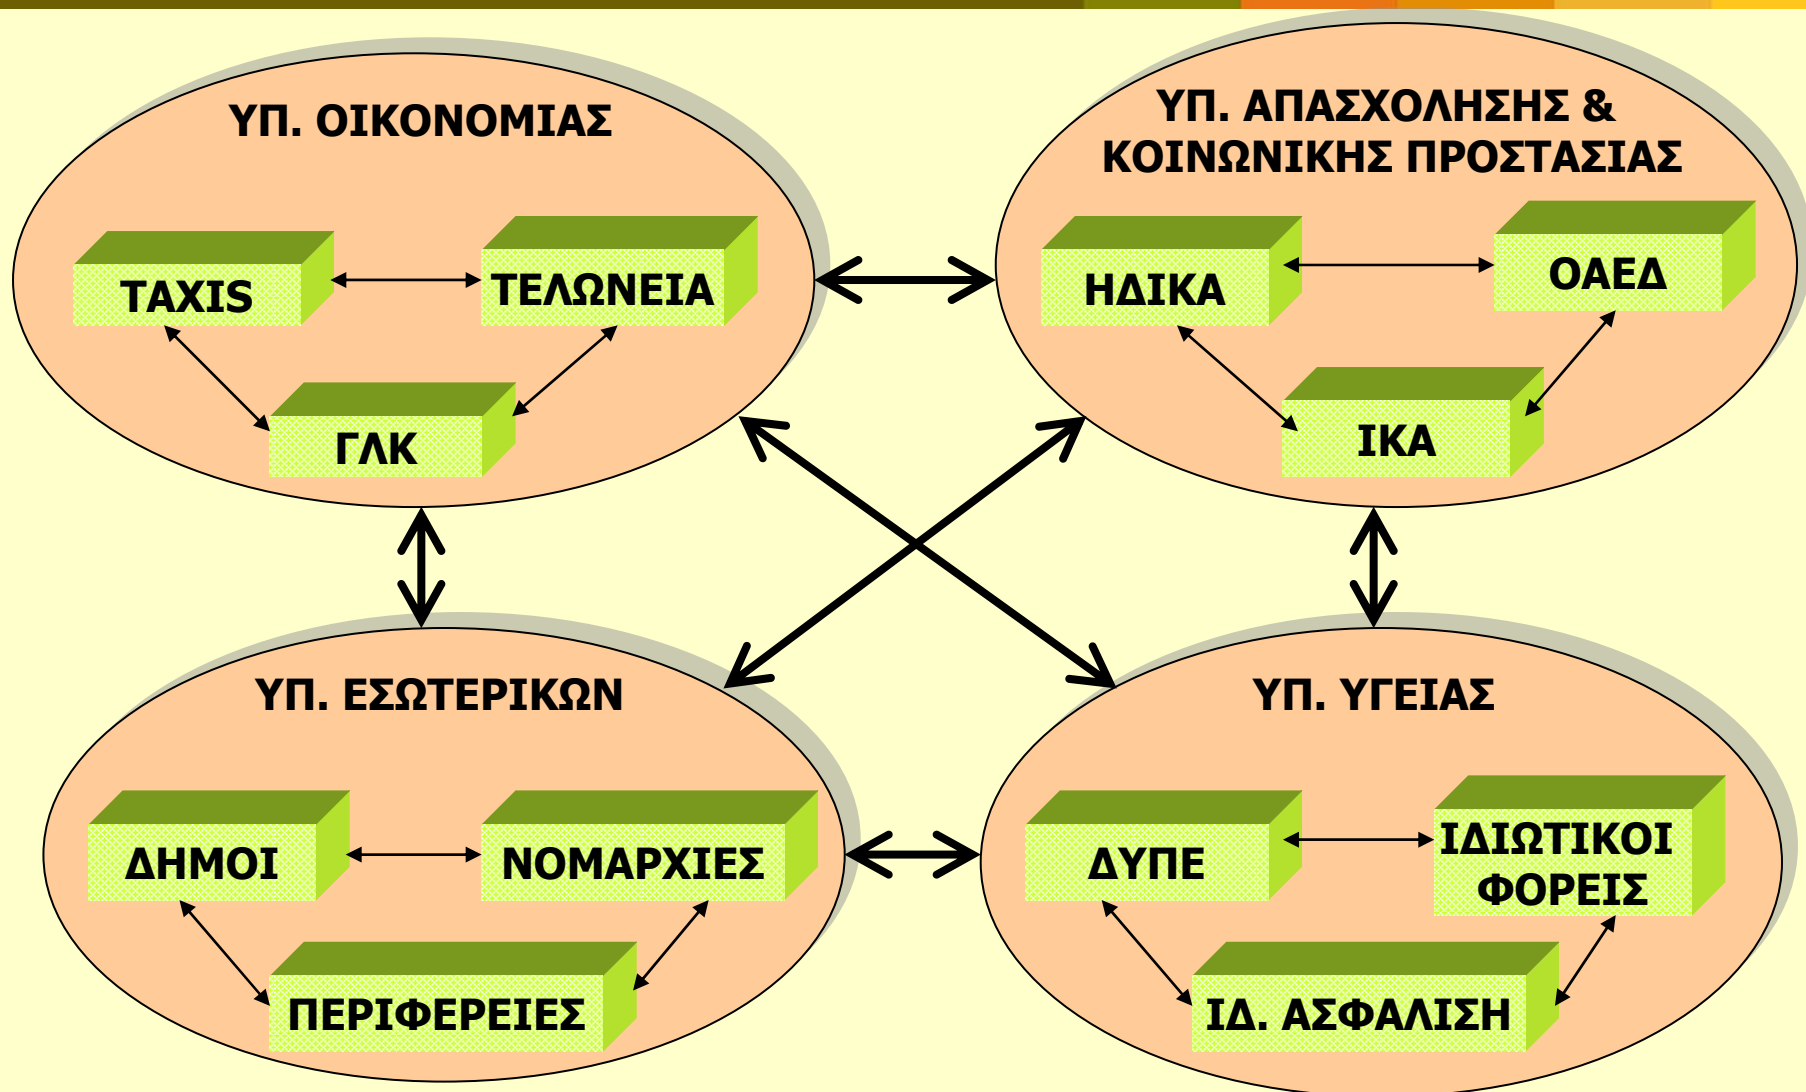 ΥΠ. ΟΙΚΟΝΟΜΙΑΣ
TAXIS
ΤΕΛΩΝΕΙΑ
ΓΛΚ
ΥΠ. ΑΠΑΣΧΟΛΗΣΗΣ &
ΚΟΙΝΩΝΙΚΗΣ ΠΡΟΣΤΑΣΙΑΣ
ΗΔΙΚΑ
ΟΑΕΔ
ΙΚΑ
ΥΠ. ΕΣΩΤΕΡΙΚΩΝ
ΔΗΜΟΙ
ΝΟΜΑΡΧΙΕΣ
ΠΕΡΙΦΕΡΕΙΕΣ
ΥΠ. ΥΓΕΙΑΣ
ΔΥΠΕ
ΙΔΙΩΤΙΚΟΙ
ΦΟΡΕΙΣ
ΙΔ. ΑΣΦΑΛΙΣΗ